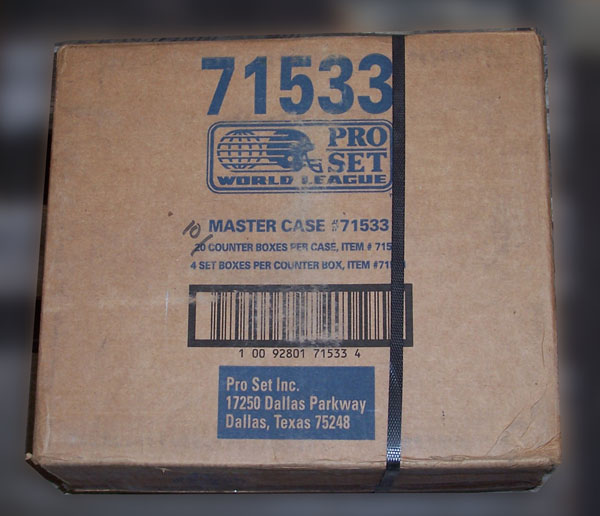 71533
PRO
SET
WORLD LEAGUE
MASTER CASE #71533
10/
20 COUNTER BOXES PER CASE, ITEM # 715
4 SET BOXES PER COUNTER BOX, ITEM #71
1 00 92801 71533 4
Pro Set Inc.
17250 Dallas Parkway
Dallas, Texas 75248